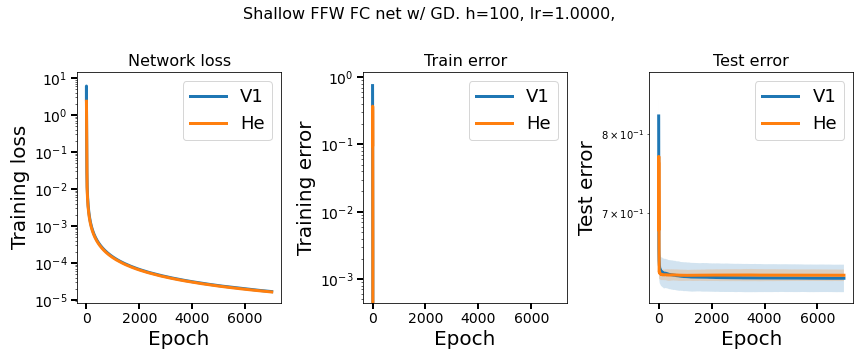 Shallow FFW FC net w/ GD. h=100, lr=1.0000,
Network loss
Training loss
10^1
10^0
10^-1
10^-2
10^-3
10^-4
10^-5
V1
He
0 2000 4000 6000
Epoch
Train error
Training error
10^0
10^-1
10^-2
10^-3
V1
He
0 2000 4000 6000
Epoch
Test error
Test error
8 × 10^-1
7 × 10^-1
V1
He
0 2000 4000 6000
Epoch